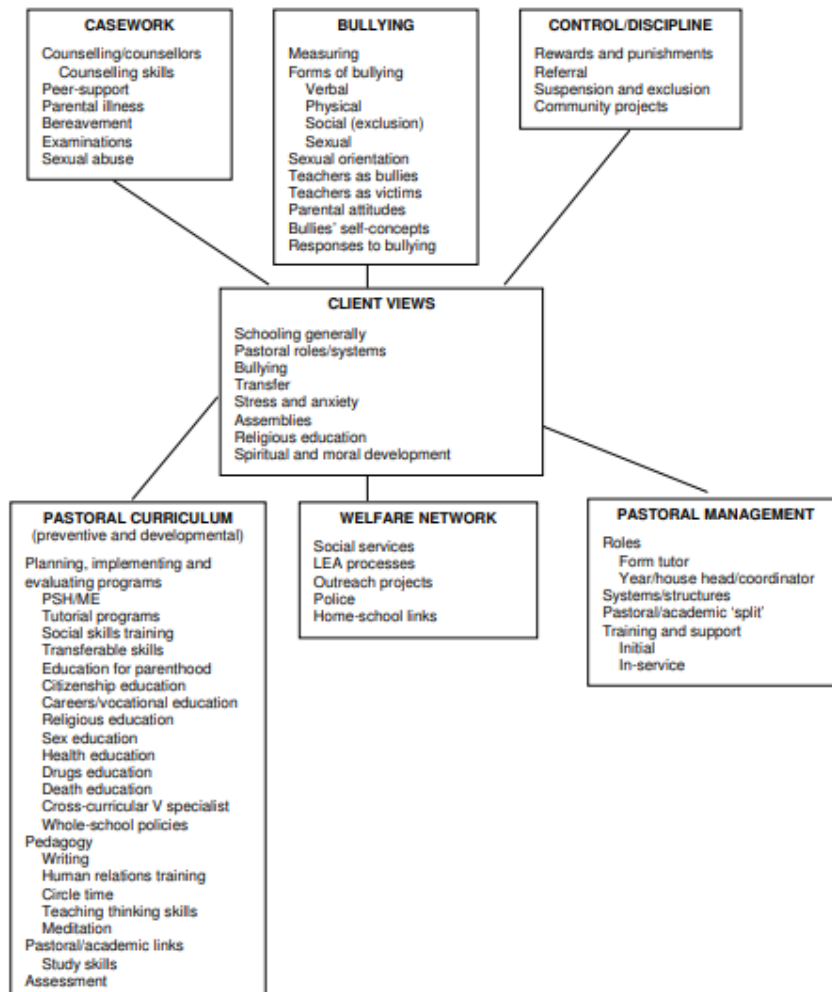 CASEWORK
Counselling/counsellors
Counselling skills
Peer-support
Parental illness
Bereavement
Examinations
Sexual abuse
BULLYING
Measuring
Forms of bullying
Verbal
Physical
Social (exclusion)
Sexual
Sexual orientation
Teachers as bullies
Teachers as victims
Parental attitudes
Bullies' self-concepts
Responses to bullying
CONTROL/DISCIPLINE
Rewards and punishments
Referral
Suspension and exclusion
Community projects
CLIENT VIEWS
Schooling generally
Pastoral roles/systems
Bullying
Transfer
Stress and anxiety
Assemblies
Religious education
Spiritual and moral development
PASTORAL CURRICULUM
(preventive and developmental)
Planning, implementing and
evaluating programs
PSH/ME
Tutorial programs
Social skills training
Transferable skills
Education for parenthood
Citizenship education
Careers/vocational education
Religious education
Sex education
Health education
Drugs education
Death education
Cross-curricular V specialist
Whole-school policies
Pedagogy
Writing
Human relations training
Circle time
Teaching thinking skills
Meditation
Pastoral/academic links
Study skills
Assessment
WELFARE NETWORK
Social services
LEA processes
Outreach projects
Police
Home-school links
PASTORAL MANAGEMENT
Roles
Form tutor
Year/house head/coordinator
Systems/structures
Pastoral/academic 'split'
Training and support
Initial
In-service